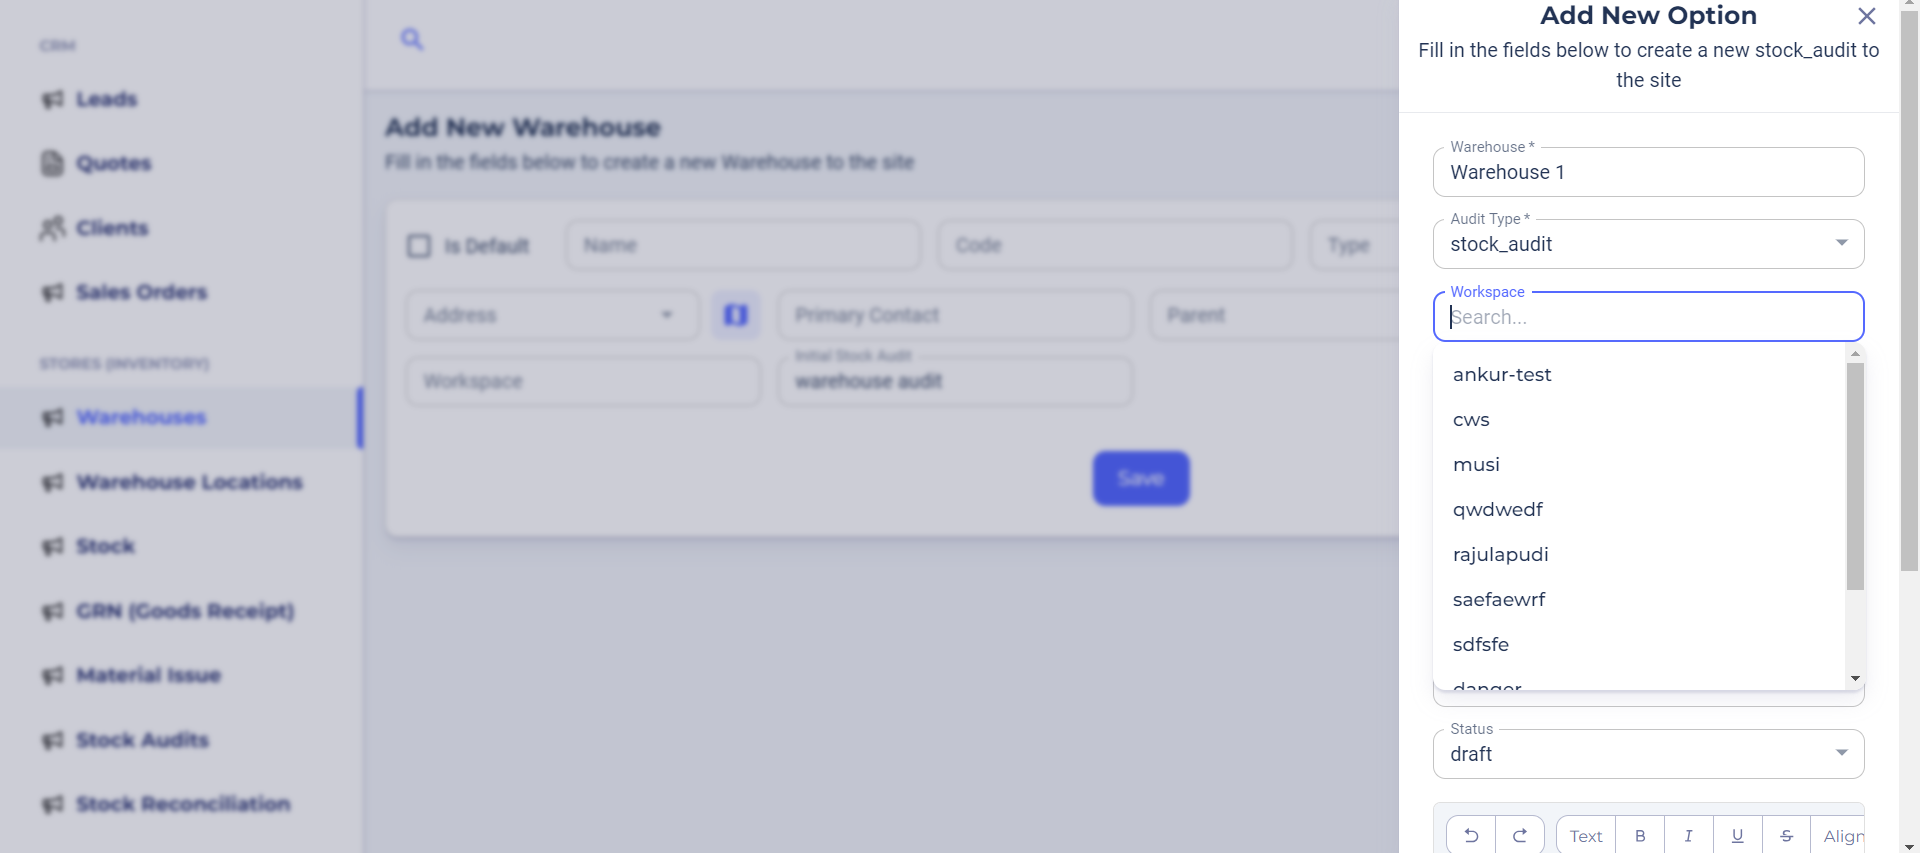 CRM
Leads
Quotes
Clients
Sales Orders
STORES (INVENTORY)
Warehouses
Warehouse Locations
Stock
GRN (Goods Receipt)
Material Issue
Stock Audits
Stock Reconciliation
Add New Warehouse
Fill in the fields below to create a new Warehouse to the site
Is Default
Name
Code
Type
Address
Primary Contact
Parent
Workspace
Initial Stock Audit
warehouse audit
Save
Add New Option
Fill in the fields below to create a new stock_audit to
the site
Warehouse *
Warehouse 1
Audit Type *
stock_audit
Workspace
Search...
ankur-test
cws
musi
qwdwedf
rajulapudi
saefaewrf
sdfsfe
danger
Status
draft
Text
B
I
U
S
Align